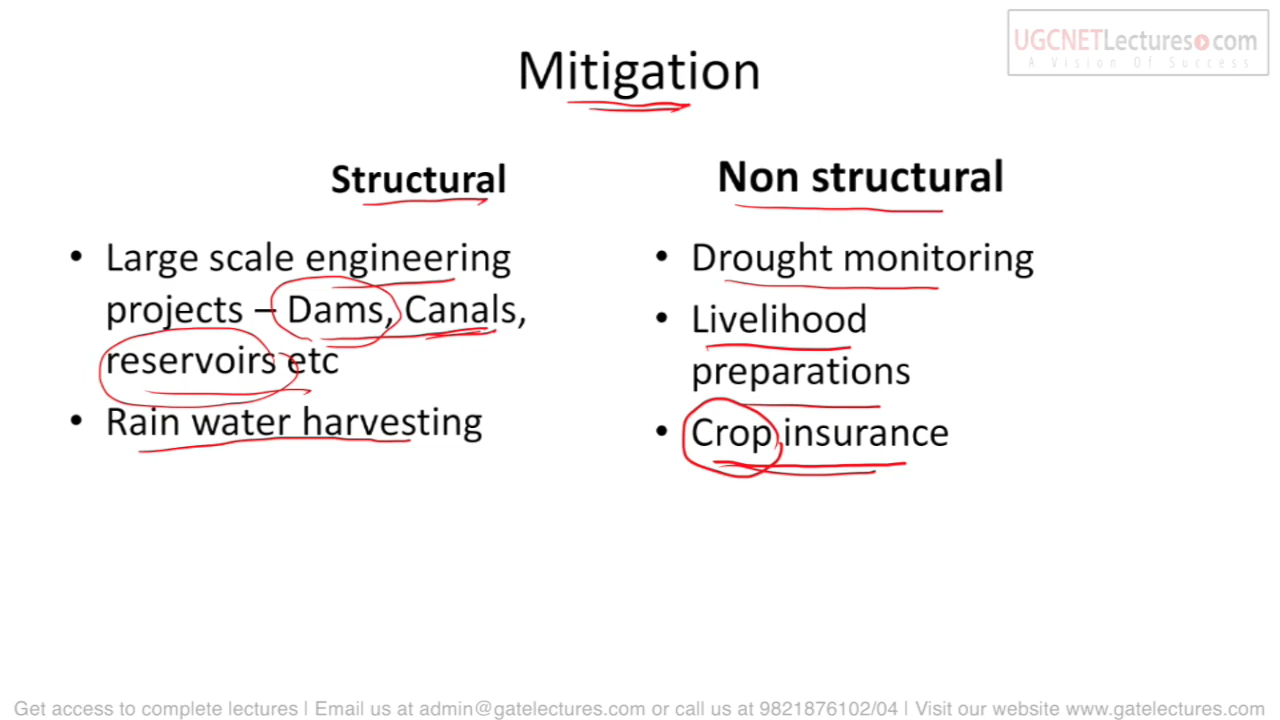 UGCNETLectures.com
A Vision Of Success
Mitigation
Structural
• Large scale engineering
projects – Dams, Canals,
reservoirs etc
• Rain water harvesting
Non structural
• Drought monitoring
• Livelihood
preparations
• Crop insurance
Get access to complete lectures | Email us at admin@gatelectures.com or call us at 9821876102/04 | Visit our website www.gatelectures.com